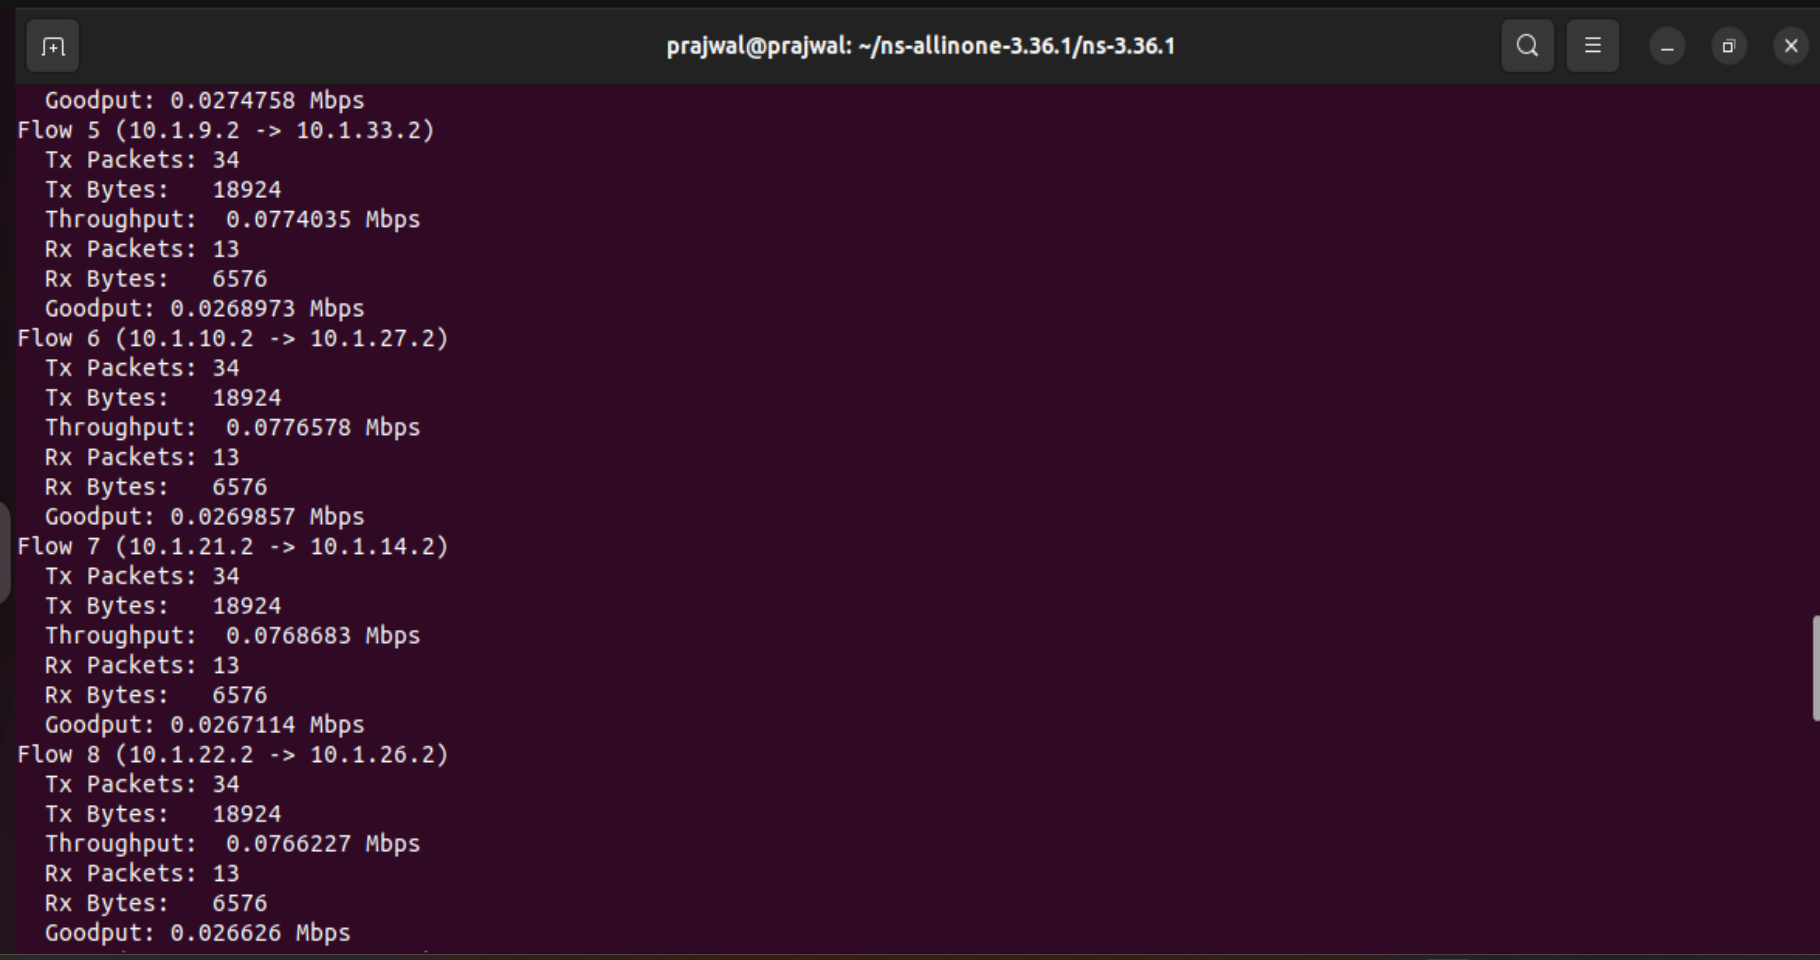 prajwal@prajwal: ~/ns-allinone-3.36.1/ns-3.36.1
Goodput: 0.0274758 Mbps
Flow 5 (10.1.9.2 -> 10.1.33.2)
Tx Packets: 34
Tx Bytes:   18924
Throughput:  0.0774035 Mbps
Rx Packets: 13
Rx Bytes:   6576
Goodput: 0.0268973 Mbps
Flow 6 (10.1.10.2 -> 10.1.27.2)
Tx Packets: 34
Tx Bytes:   18924
Throughput:  0.0776578 Mbps
Rx Packets: 13
Rx Bytes:   6576
Goodput: 0.0269857 Mbps
Flow 7 (10.1.21.2 -> 10.1.14.2)
Tx Packets: 34
Tx Bytes:   18924
Throughput:  0.0768683 Mbps
Rx Packets: 13
Rx Bytes:   6576
Goodput: 0.0267114 Mbps
Flow 8 (10.1.22.2 -> 10.1.26.2)
Tx Packets: 34
Tx Bytes:   18924
Throughput:  0.0766227 Mbps
Rx Packets: 13
Rx Bytes:   6576
Goodput: 0.026626 Mbps